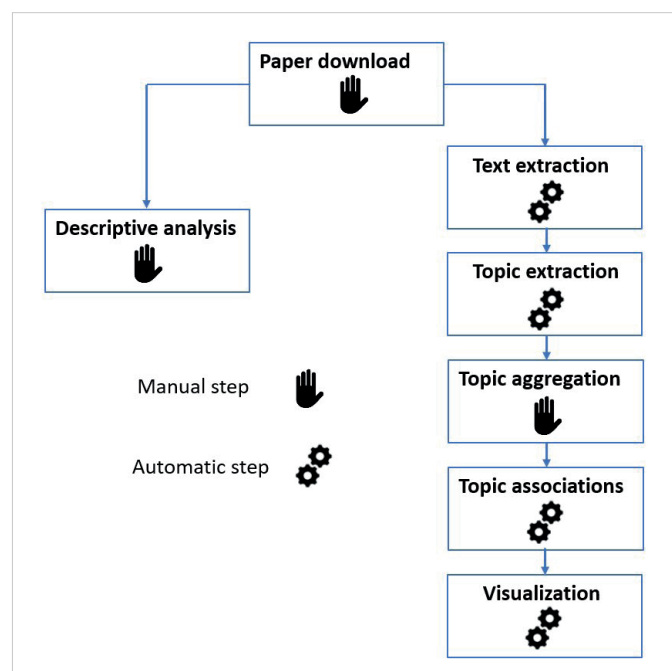 Paper download
Text extraction
Descriptive analysis
Topic extraction
Topic aggregation
Manual step
Automatic step
Topic associations
Visualization